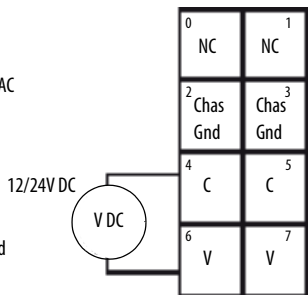 0 1
NC NC
AC
2 3
Chas Chas
Gnd Gnd
4 5
12/24V DC C C
V DC
6 7
d V V